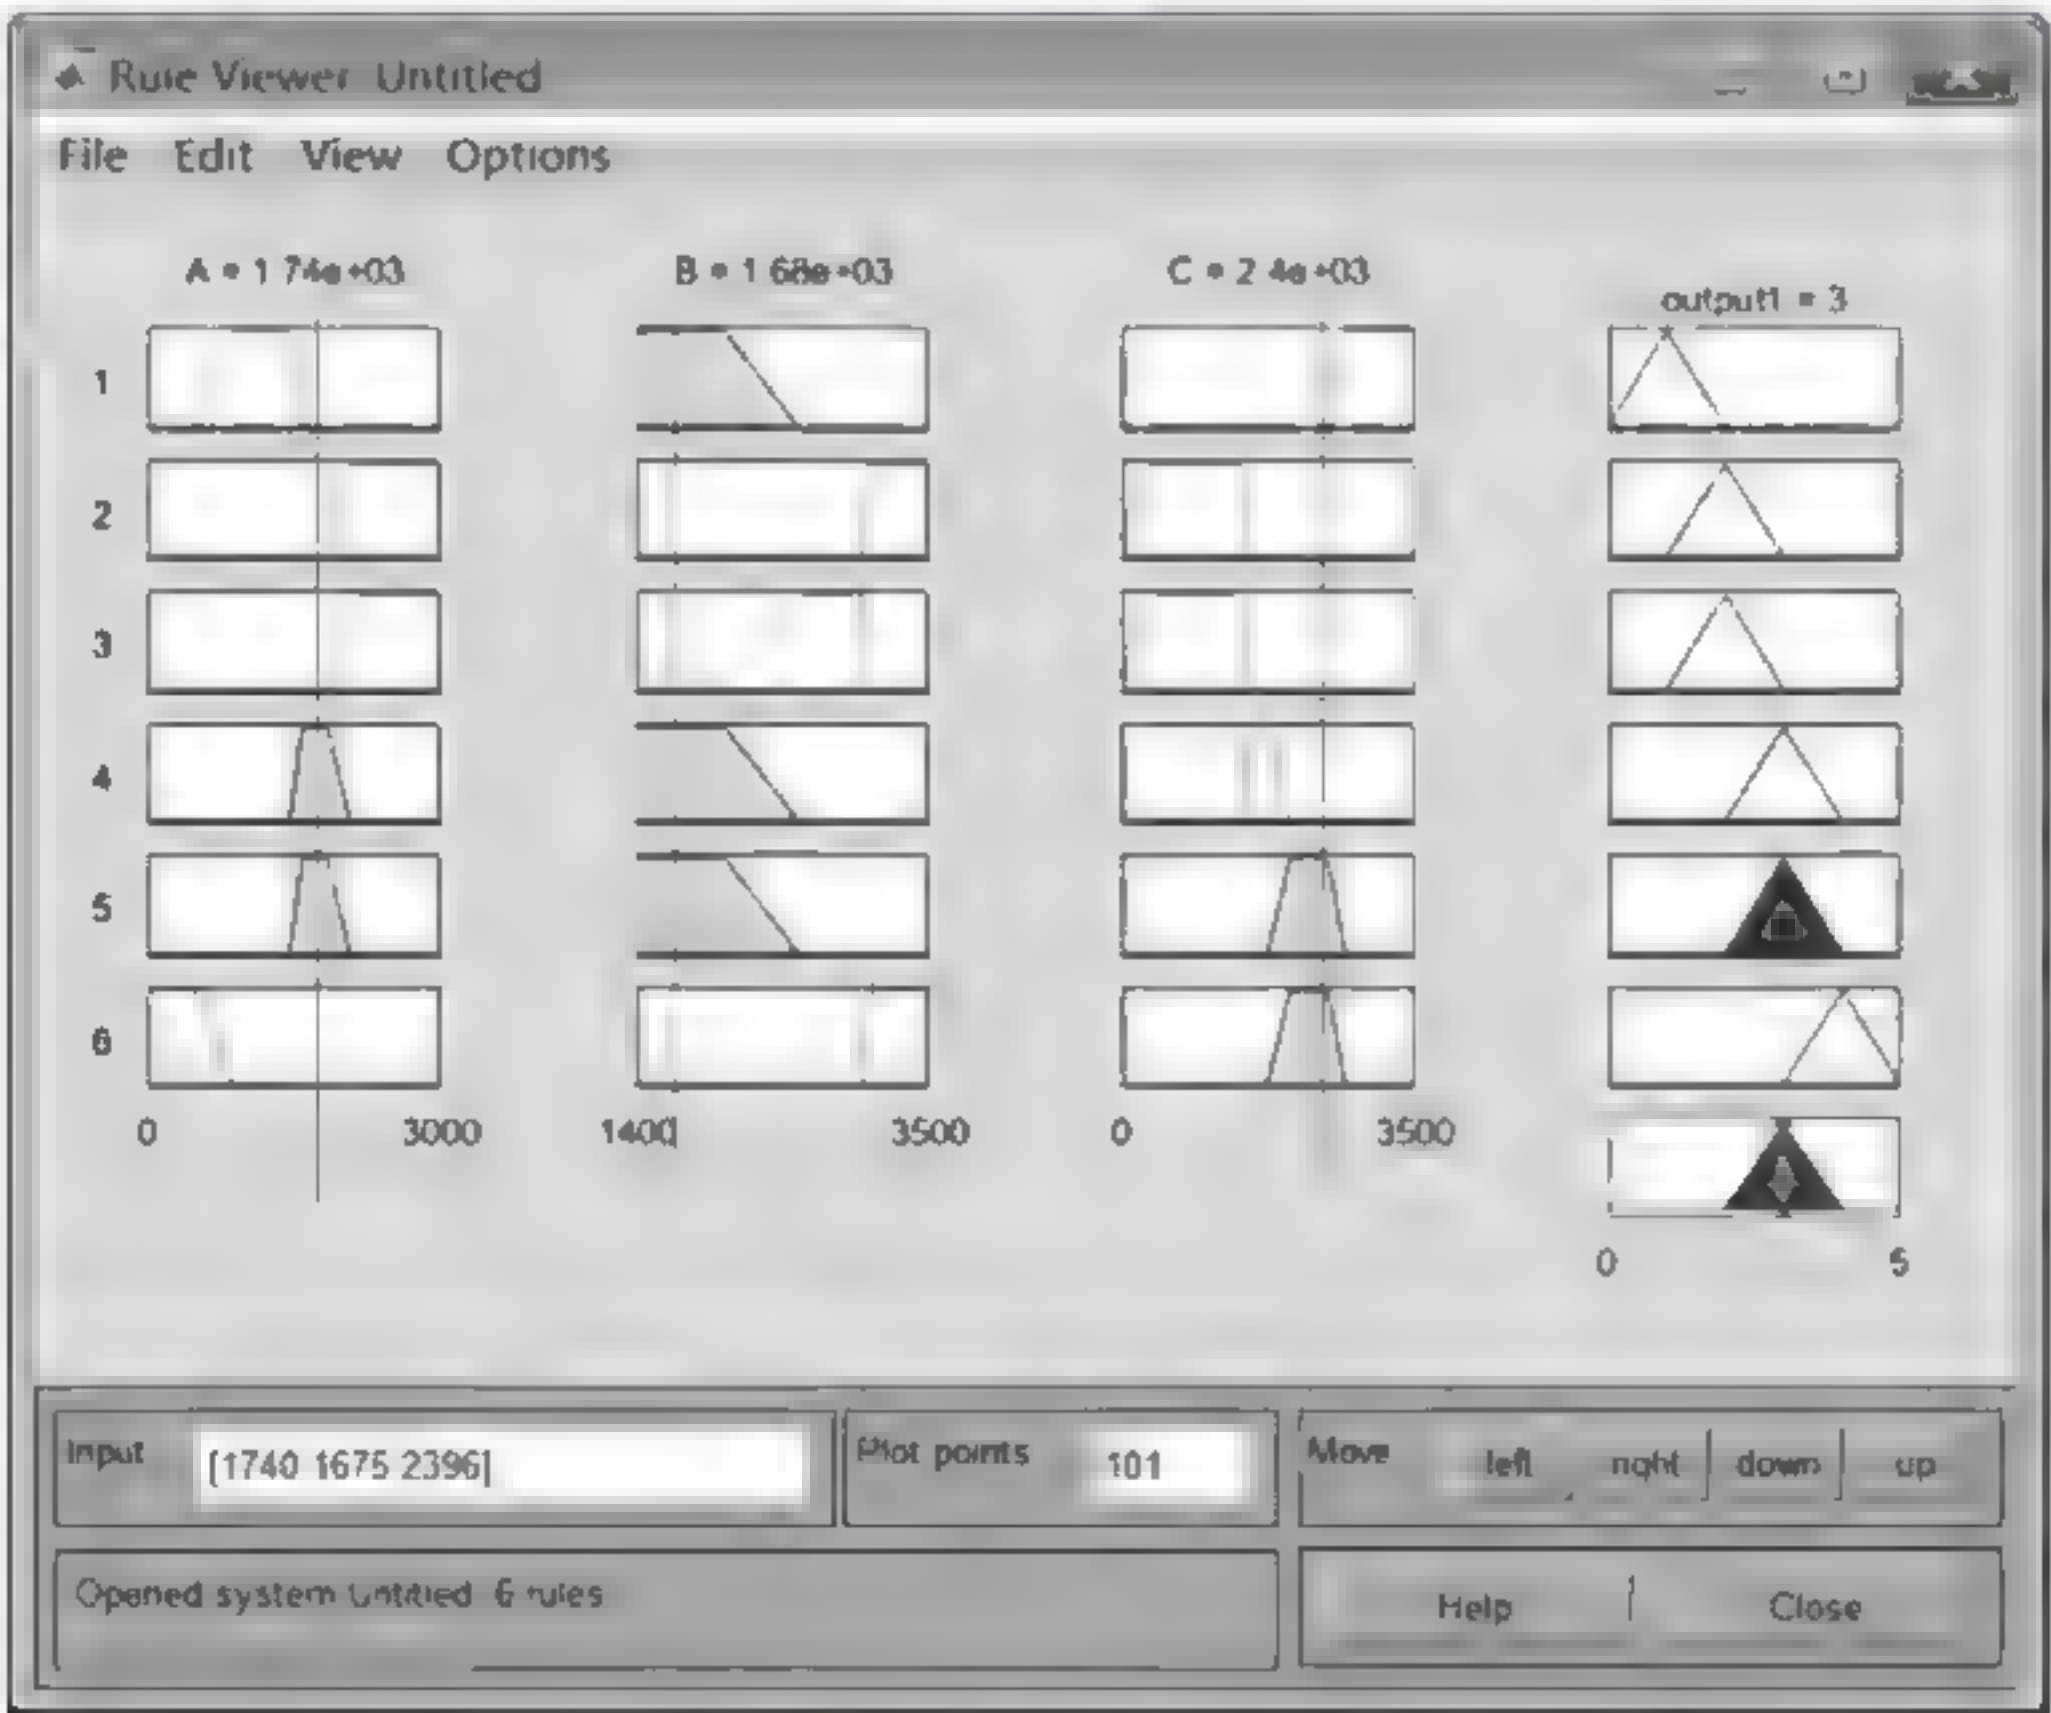 Rule Viewer Untitled
File Edit View Options
A = 1 74e+03
B = 1 68e+03
C = 2 4e+03
output1 = 3
1
2
3
4
5
6
0 3000
1400 3500
0 3500
0 5
Input [1740 1675 2396]
Plot points 101
Move left right down up
Opened system Untitled 6 rules
Help Close